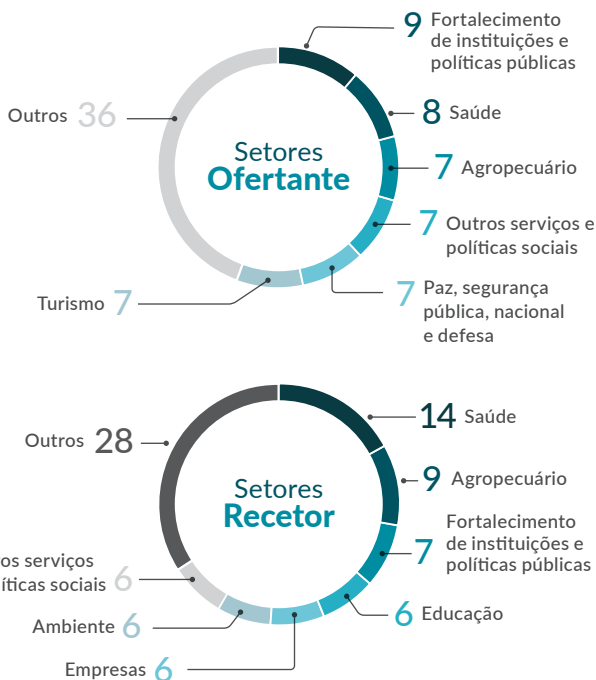 9 Fortalecimento
de instituições e
políticas públicas
Outros 36
8 Saúde
Setores
Ofertante
7 Agropecuário
7 Outros serviços e
políticas sociais
7 Paz, segurança
pública, nacional
e defesa
Turismo 7
14 Saúde
Outros 28
9 Agropecuário
Setores
Recetor
Fortalecimento
7 de instituições e
políticas públicas
os serviços
íticas sociais 6
6 Educação
Ambiente 6
Empresas 6